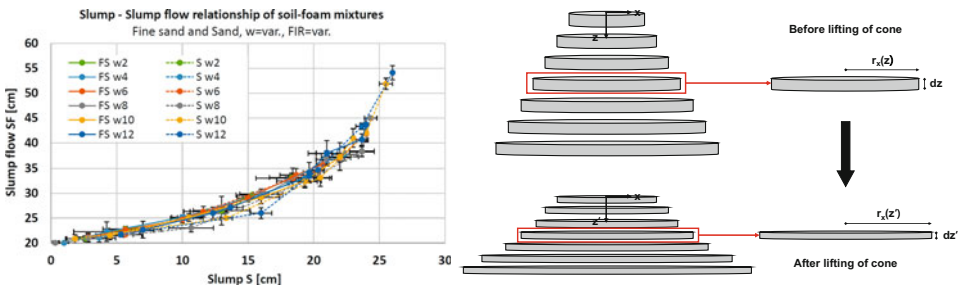 Slump - Slump flow relationship of soil-foam mixtures
Fine sand and Sand, w=var., FIR=var.
Slump flow SF [cm]
60
55
50
45
40
35
30
25
20
FS w2
S w2
FS w4
S w4
FS w6
S w6
FS w8
S w8
FS w10
S w10
FS w12
S w12
0
5
10
15
20
25
30
Slump S [cm]
x
z
Before lifting of cone
rx(z)
dz
x
z'
rx(z')
dz'
After lifting of cone